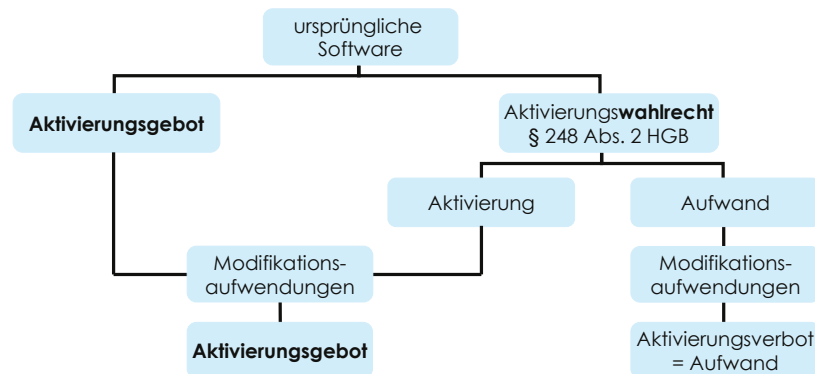 ursprüngliche
Software
Aktivierungsgebot
Aktivierungswahlrecht
§ 248 Abs. 2 HGB
Aktivierung
Aufwand
Modifikations-
aufwendungen
Modifikations-
aufwendungen
Aktivierungsgebot
Aktivierungsverbot
= Aufwand